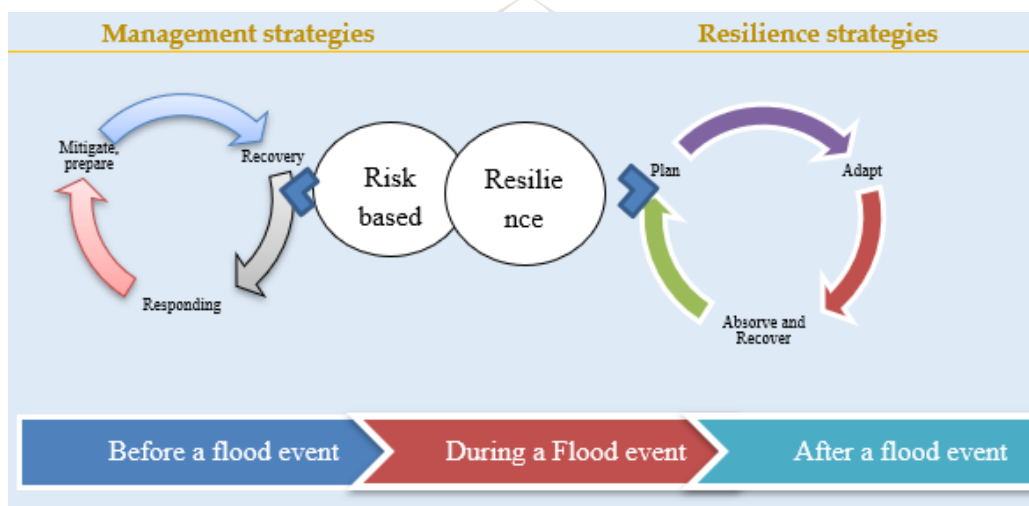 Management strategies
Resilience strategies
Mitigate,
prepare
Recovery
Responding
Risk
based
Resilie
nce
Plan
Adapt
Absorve and
Recover
Before a flood event
During a Flood event
After a flood event